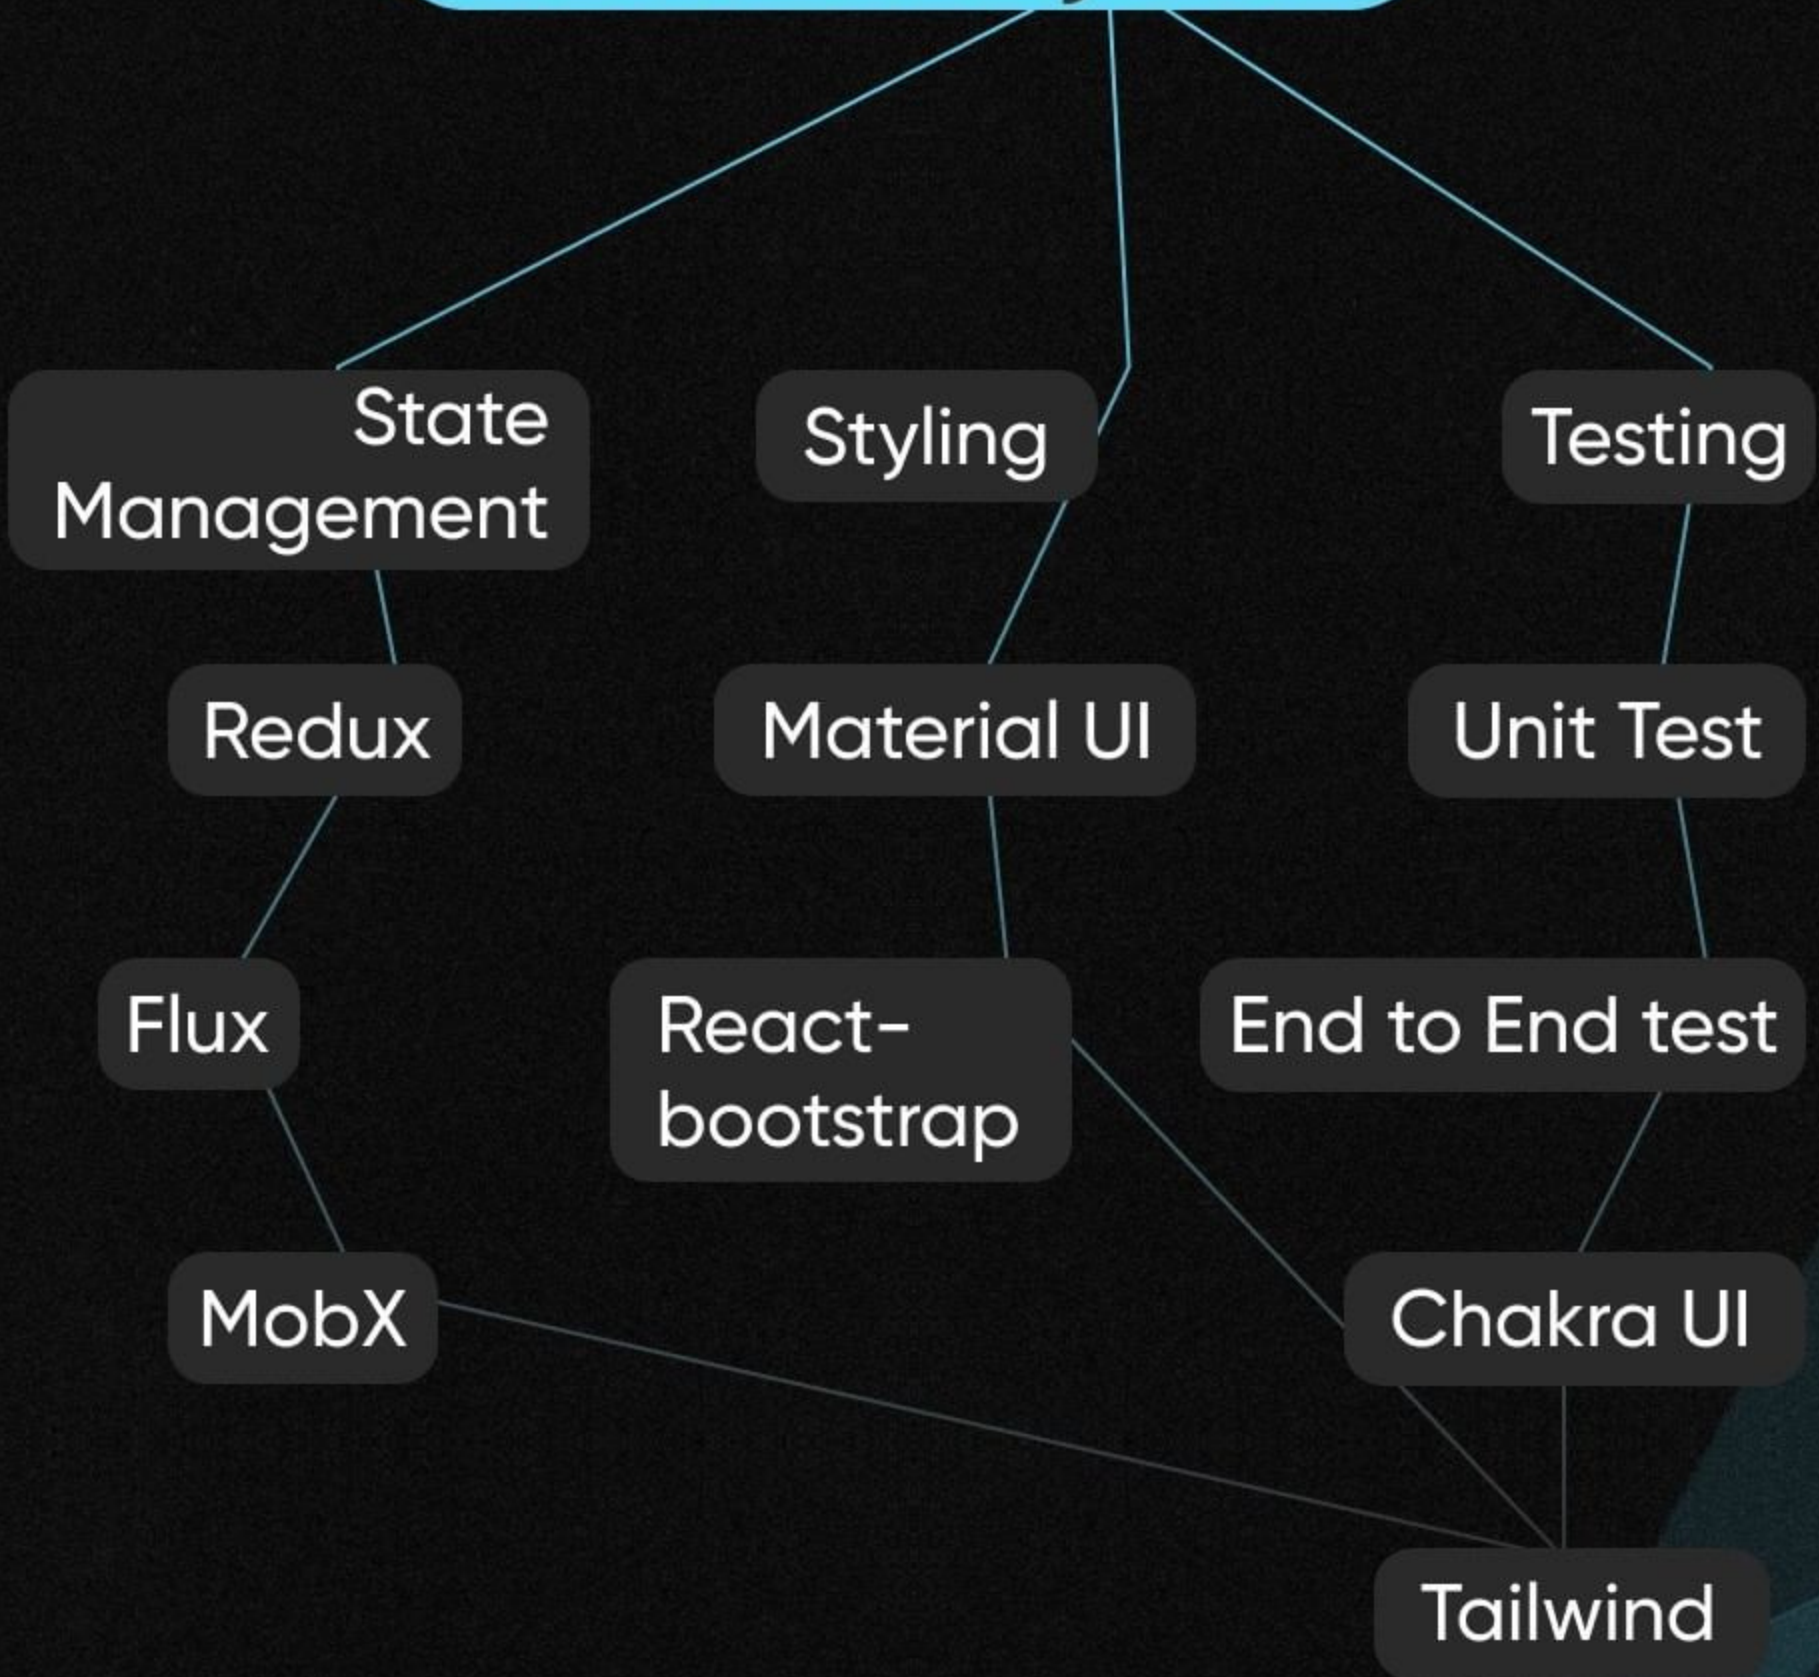 State
Management
Styling
Testing
Redux
Material UI
Unit Test
Flux
React-
bootstrap
End to End test
MobX
Chakra UI
Tailwind